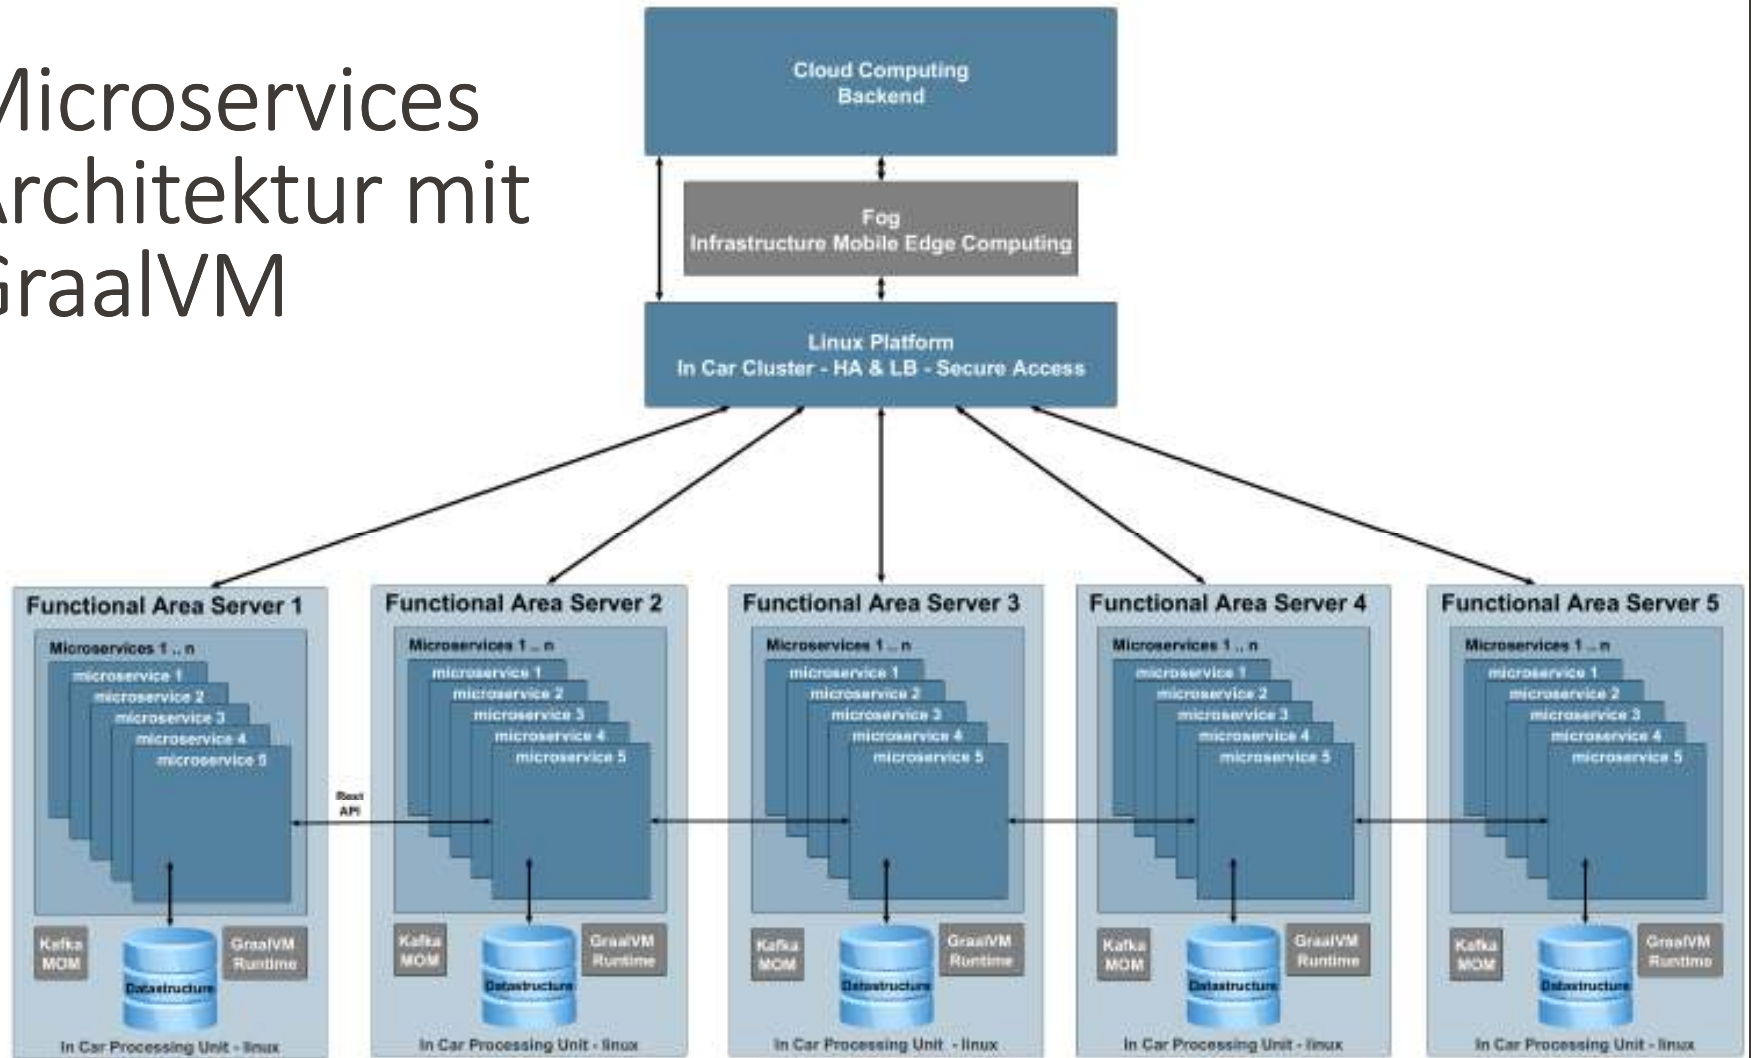 Microservices
Architektur mit
GraalVM
Cloud Computing
Backend
Fog
Infrastructure Mobile Edge Computing
Linux Platform
In Car Cluster - HA & LB - Secure Access
Functional Area Server 1
Microservices 1 .. n
microservice 1
microservice 2
microservice 3
microservice 4
microservice 5
Rest
API
Kafka
MOM
Datastructure
GraalVM
Runtime
In Car Processing Unit - linux
Functional Area Server 2
Microservices 1 .. n
microservice 1
microservice 2
microservice 3
microservice 4
microservice 5
Kafka
MOM
Datastructure
GraalVM
Runtime
In Car Processing Unit - linux
Functional Area Server 3
Microservices 1 .. n
microservice 1
microservice 2
microservice 3
microservice 4
microservice 5
Kafka
MOM
Datastructure
GraalVM
Runtime
In Car Processing Unit - linux
Functional Area Server 4
Microservices 1 .. n
microservice 1
microservice 2
microservice 3
microservice 4
microservice 5
Kafka
MOM
Datastructure
GraalVM
Runtime
In Car Processing Unit - linux
Functional Area Server 5
Microservices 1 .. n
microservice 1
microservice 2
microservice 3
microservice 4
microservice 5
Kafka
MOM
Datastructure
GraalVM
Runtime
In Car Processing Unit - linux